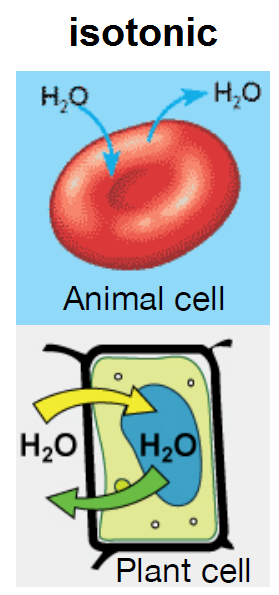 isotonic
H₂O H₂O
Animal cell
H₂O H₂O
Plant cell